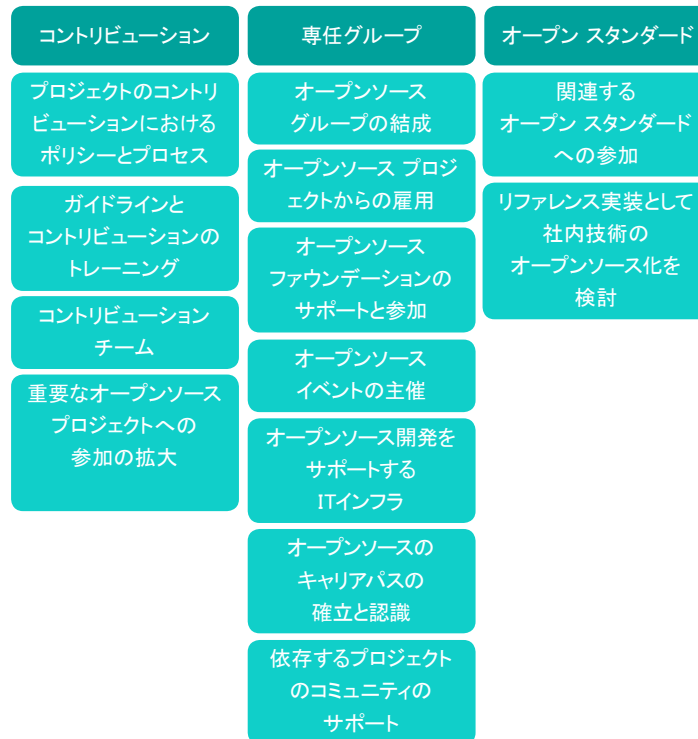 コントリビューション
プロジェクトのコントリ
ビューションにおける
ポリシーとプロセス
ガイドラインと
コントリビューションの
トレーニング
コントリビューション
チーム
重要なオープンソース
プロジェクトへの
参加の拡大
専任グループ
オープンソース
グループの結成
オープンソース プロジ
ェクトからの雇用
オープンソース
ファウンデーションの
サポートと参加
オープンソース
イベントの主催
オープンソース開発を
サポートする
ITインフラ
オープンソースの
キャリアパスの
確立と認識
依存するプロジェクト
のコミュニティの
サポート
オープン スタンダード
関連する
オープン スタンダード
への参加
リファレンス実装として
社内技術の
オープンソース化を
検討